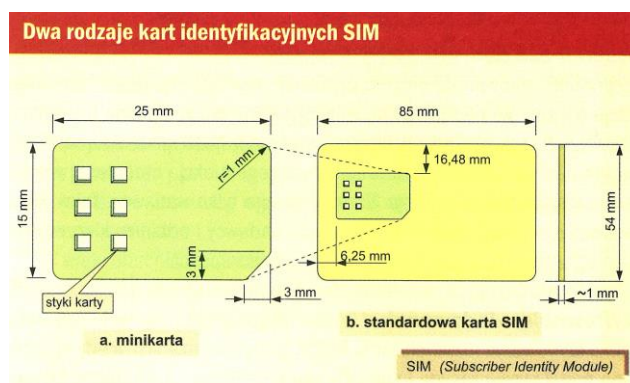 Dwa rodzaje kart identyfikacyjnych SIM
25 mm
85 mm
r=1 mm
16,48 mm
15 mm
54 mm
3 mm
6,25 mm
3 mm
~1 mm
styki karty
a. minikarta
b. standardowa karta SIM
SIM (Subscriber Identity Module)